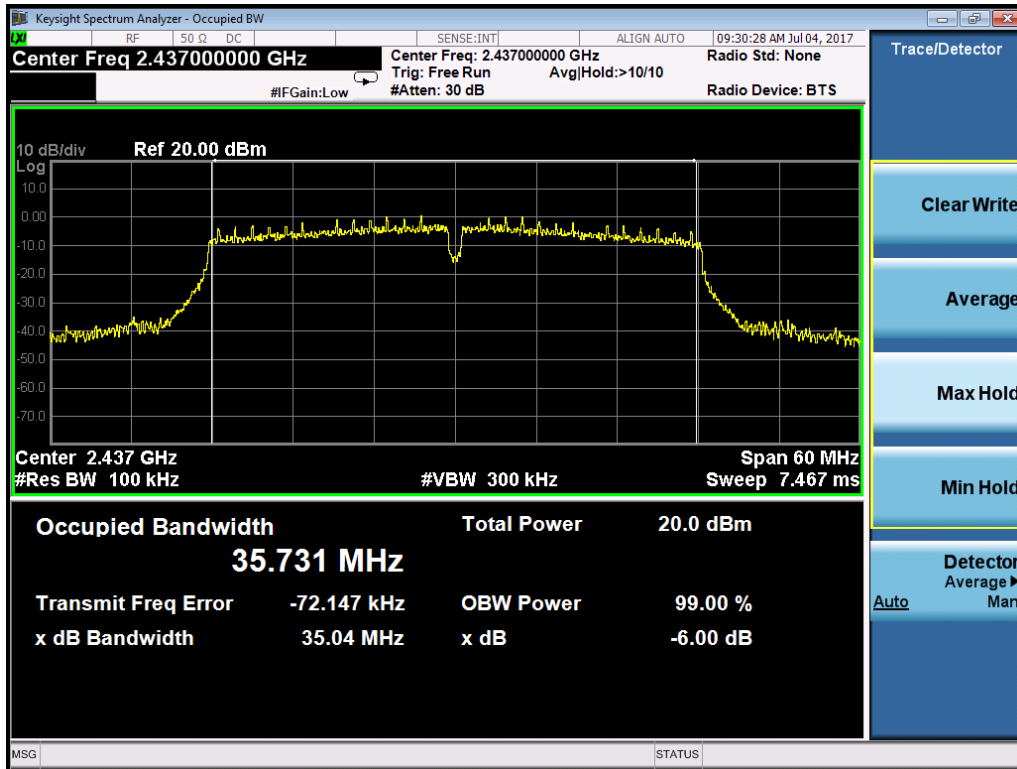 Keysight Spectrum Analyzer - Occupied BW
LXI RF 50 Ω DC SENSE:INT ALIGN AUTO 09:30:28 AM Jul 04, 2017
Center Freq 2.437000000 GHz
Center Freq: 2.437000000 GHz Radio Std: None
Trig: Free Run Avg|Hold:>10/10
#IFGain:Low #Atten: 30 dB Radio Device: BTS
Trace/Detector
10 dB/div Ref 20.00 dBm
Log
10.0
0.00
-10.0
-20.0
-30.0
-40.0
-50.0
-60.0
-70.0
Center 2.437 GHz Span 60 MHz
#Res BW 100 kHz #VBW 300 kHz Sweep 7.467 ms
Occupied Bandwidth Total Power 20.0 dBm
35.731 MHz
Transmit Freq Error -72.147 kHz OBW Power 99.00 %
x dB Bandwidth 35.04 MHz x dB -6.00 dB
Clear Write
Average
Max Hold
Min Hold
Detector
Average
Auto Man
MSG STATUS